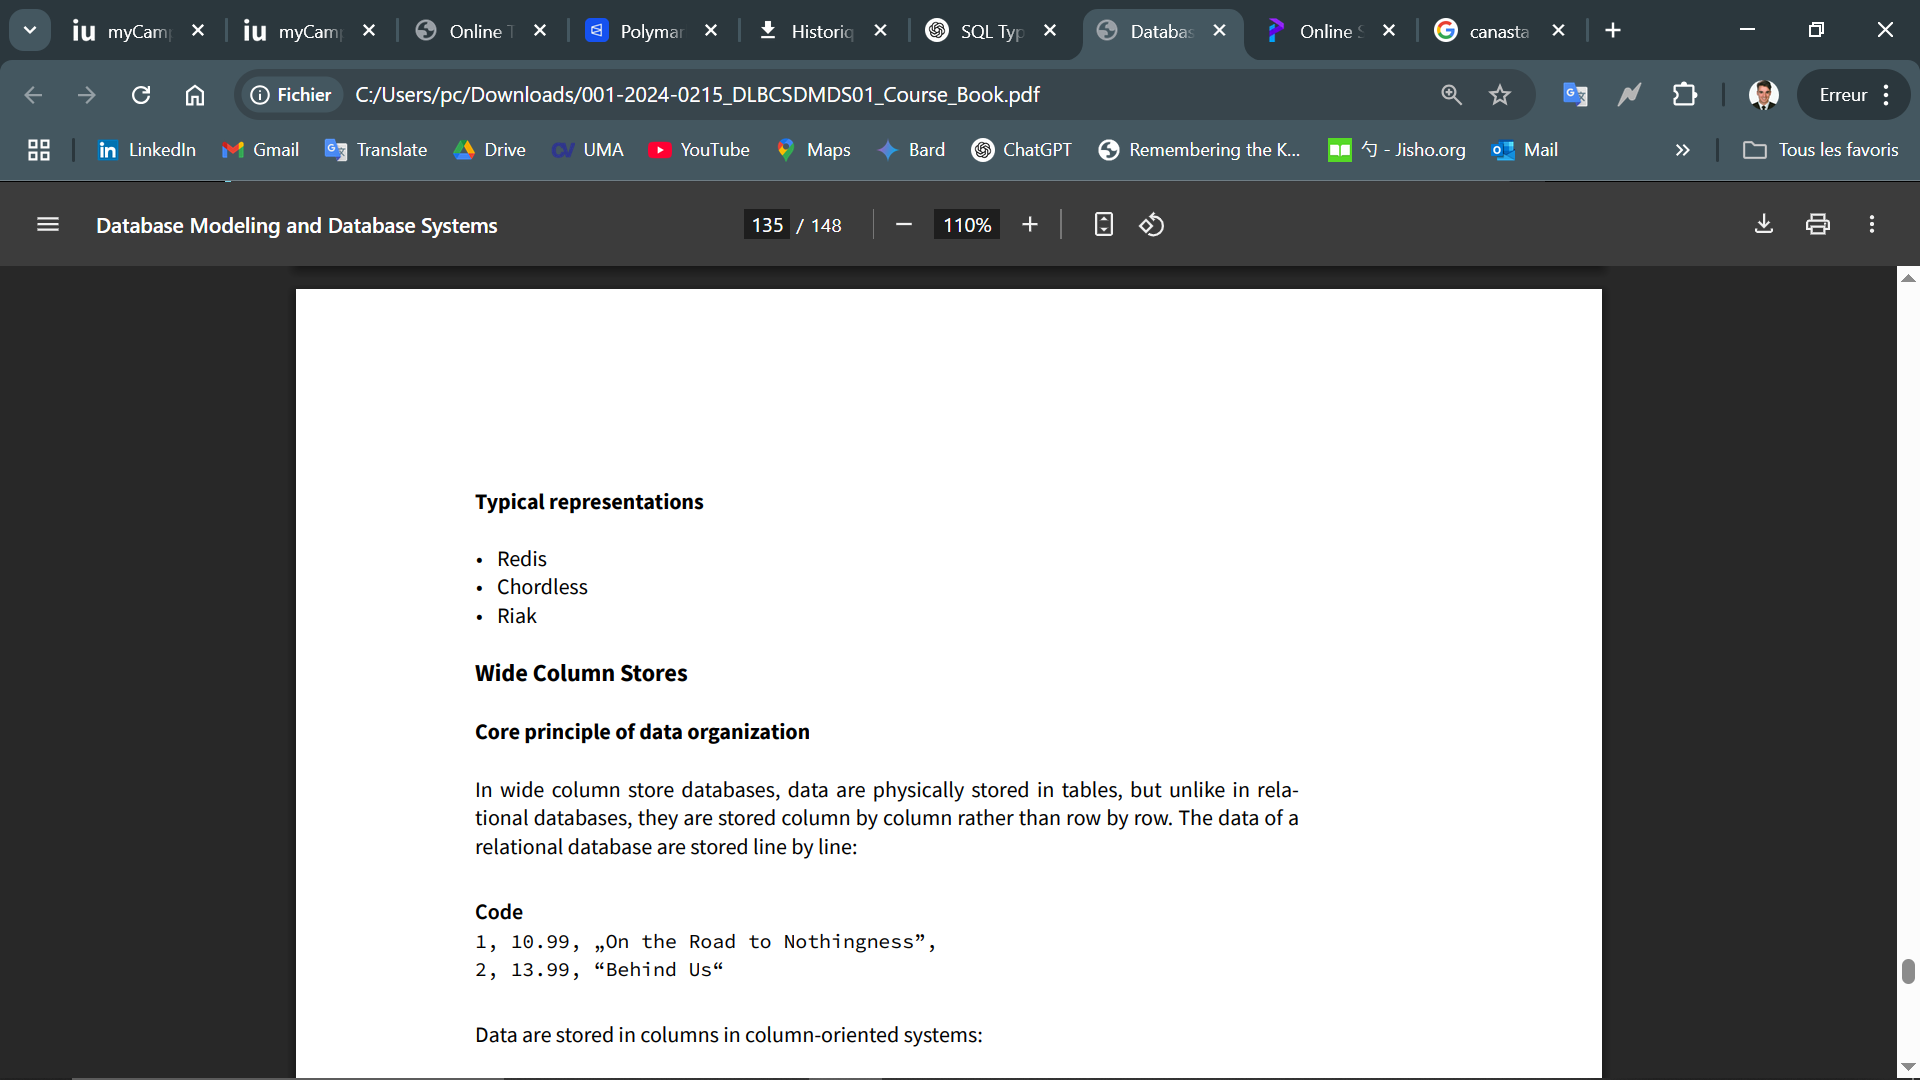 iu myCam
iu myCam
Online T
Polymar
Historiq
SQL Typ
Databas
Online S
canasta
Fichier
C:/Users/pc/Downloads/001-2024-0215_DLBCSDMDS01_Course_Book.pdf
Erreur
LinkedIn
Gmail
Translate
Drive
UMA
YouTube
Maps
Bard
ChatGPT
Remembering the K...
勺 - Jisho.org
Mail
Tous les favoris
Database Modeling and Database Systems
135 / 148
110%
Typical representations
• Redis
• Chordless
• Riak
Wide Column Stores
Core principle of data organization
In wide column store databases, data are physically stored in tables, but unlike in rela-
tional databases, they are stored column by column rather than row by row. The data of a
relational database are stored line by line:
Code
1, 10.99, „On the Road to Nothingness”,
2, 13.99, “Behind Us“
Data are stored in columns in column-oriented systems: